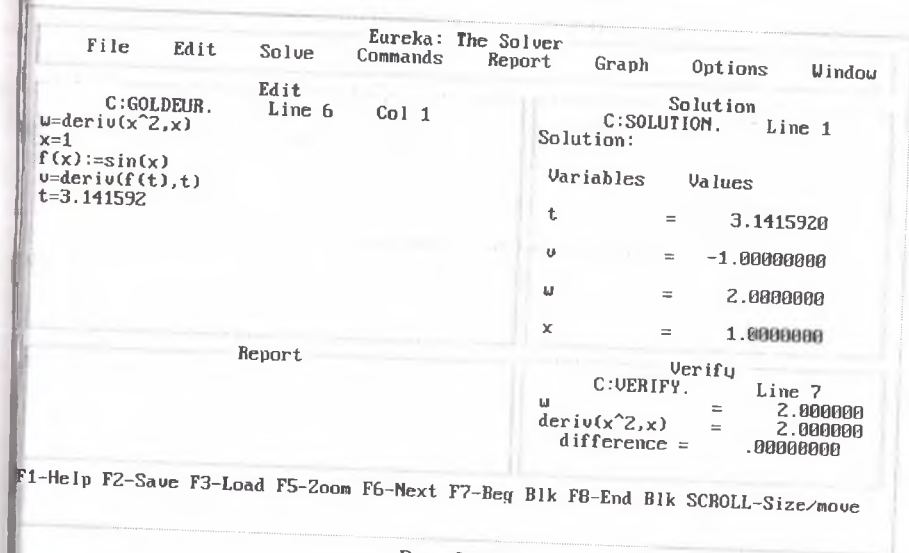 Eureka: The Solver
File Edit Solve Commands Report Graph Options Window
Edit
C:GOLDEUR. Line 6 Col 1
w=deriv(x^2,x)
x=1
f(x):=sin(x)
v=deriv(f(t),t)
t=3.141592
Solution
C:SOLUTION. Line 1
Solution:
Variables Values
t = 3.1415920
v = -1.00000000
w = 2.0000000
x = 1.0000000
Report
Verify
C:VERIFY. Line 7
w = 2.000000
deriv(x^2,x) = 2.000000
difference = .00000000
F1-Help F2-Save F3-Load F5-Zoom F6-Next F7-Beg Blk F8-End Blk SCROLL-Size/move